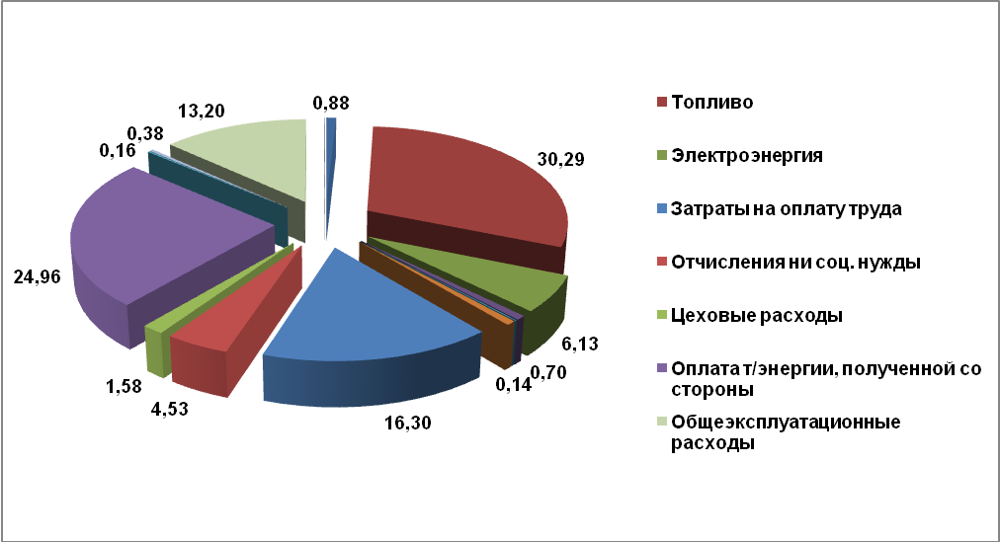 0,88
13,20
0,38
0,16
30,29
24,96
6,13
0,70
0,14
1,58
4,53
16,30
Топливо
Электроэнергия
Затраты на оплату труда
Отчисления ни соц. нужды
Цеховые расходы
Оплата т/энергии, полученной со
стороны
Общеэксплуатационные
расходы